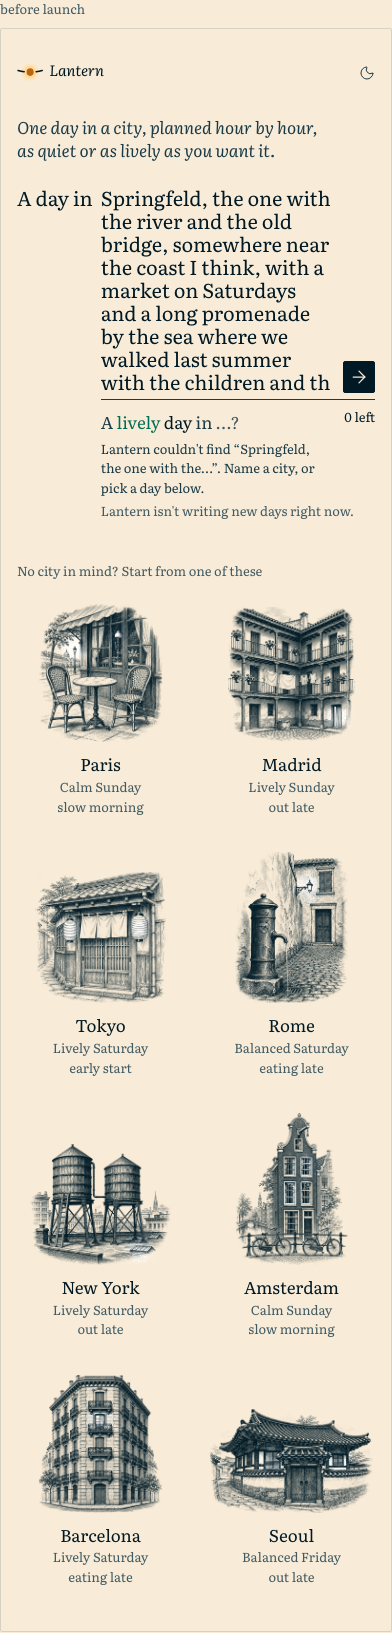 before launch
Lantern
One day in a city, planned hour by hour,
as quiet or as lively as you want it.
A day in Springfeld, the one with
the river and the old
bridge, somewhere near
the coast I think, with a
market on Saturdays
and a long promenade
by the sea where we
walked last summer
with the children and th
0 left
A lively day in …?
Lantern couldn't find “Springfeld,
the one with the…”. Name a city, or
pick a day below.
Lantern isn't writing new days right now.
No city in mind? Start from one of these
Paris
Calm Sunday
slow morning
Madrid
Lively Sunday
out late
Tokyo
Lively Saturday
early start
Rome
Balanced Saturday
eating late
New York
Lively Saturday
out late
Amsterdam
Calm Sunday
slow morning
Barcelona
Lively Saturday
eating late
Seoul
Balanced Friday
out late